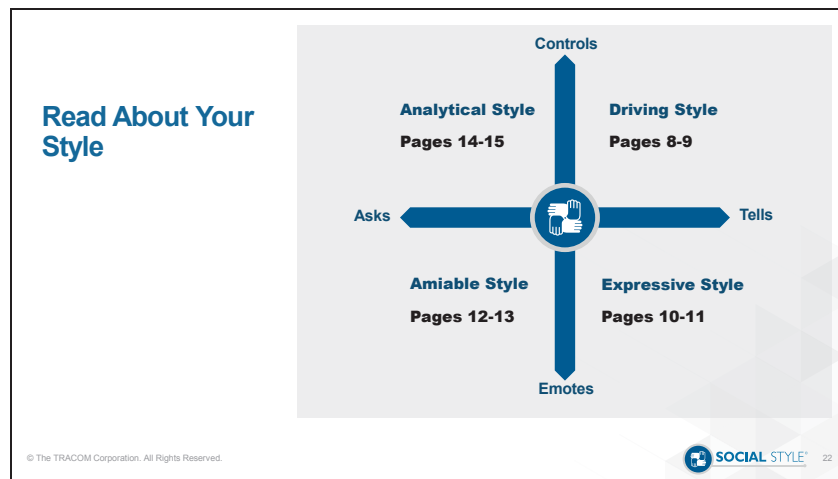 Read About Your
Style
Controls
Analytical Style
Pages 14-15
Driving Style
Pages 8-9
Asks
Tells
Amiable Style
Pages 12-13
Expressive Style
Pages 10-11
Emotes
© The TRACOM Corporation. All Rights Reserved.
SOCIAL STYLE®
22